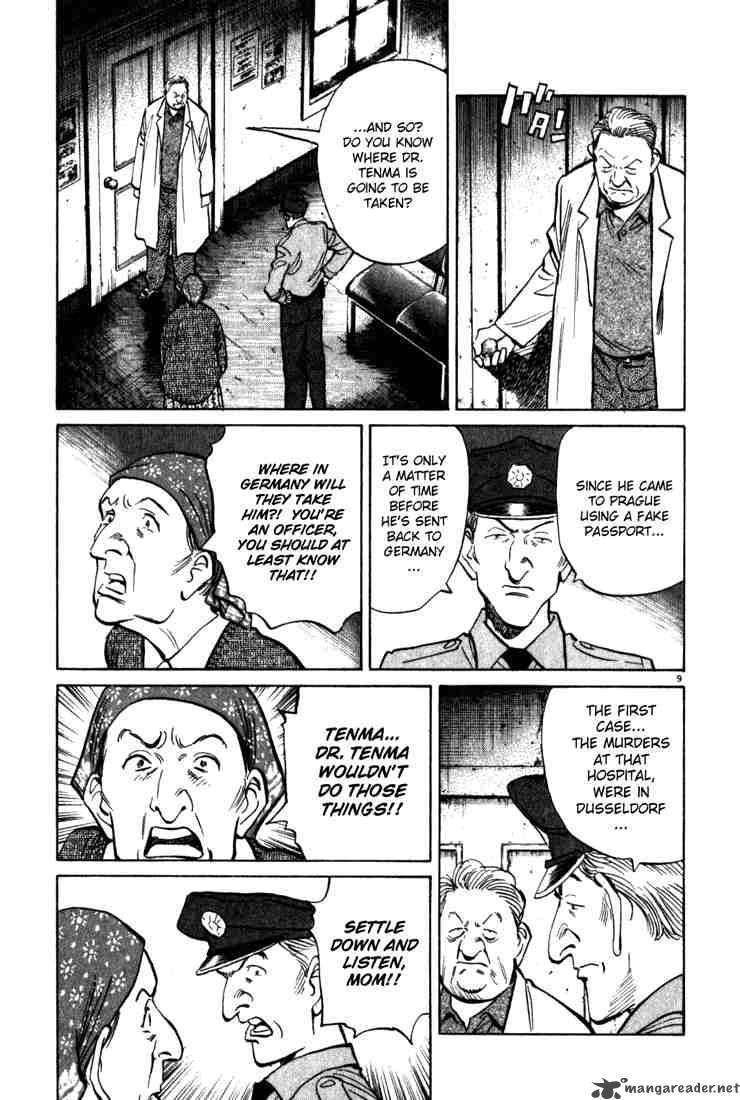 バタ!
...AND SO?
DO YOU KNOW
WHERE DR.
TENMA IS
GOING TO BE
TAKEN?
SINCE HE CAME
TO PRAGUE
USING A FAKE
PASSPORT...
IT'S ONLY
A MATTER
OF TIME
BEFORE
HE'S SENT
BACK TO
GERMANY
...
WHERE IN
GERMANY WILL
THEY TAKE
HIM?! YOU'RE
AN OFFICER,
YOU SHOULD AT
LEAST KNOW
THAT!!
9
THE FIRST
CASE...
THE MURDERS
AT THAT
HOSPITAL,
WERE IN
DUSSELDORF
...
TENMA...
DR. TENMA
WOULDN'T
DO THOSE
THINGS!!
SETTLE
DOWN AND
LISTEN,
MOM!!
mangareader.net